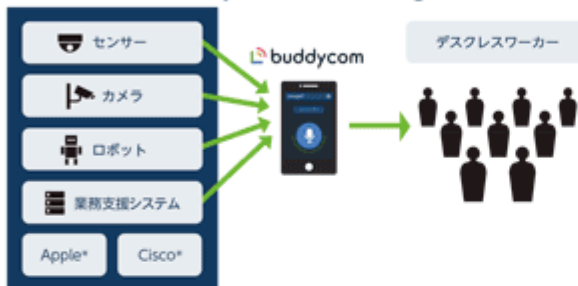 センサー
カメラ
ロボット
業務支援システム
Apple*
Cisco*
buddycom
デスクレスワーカー